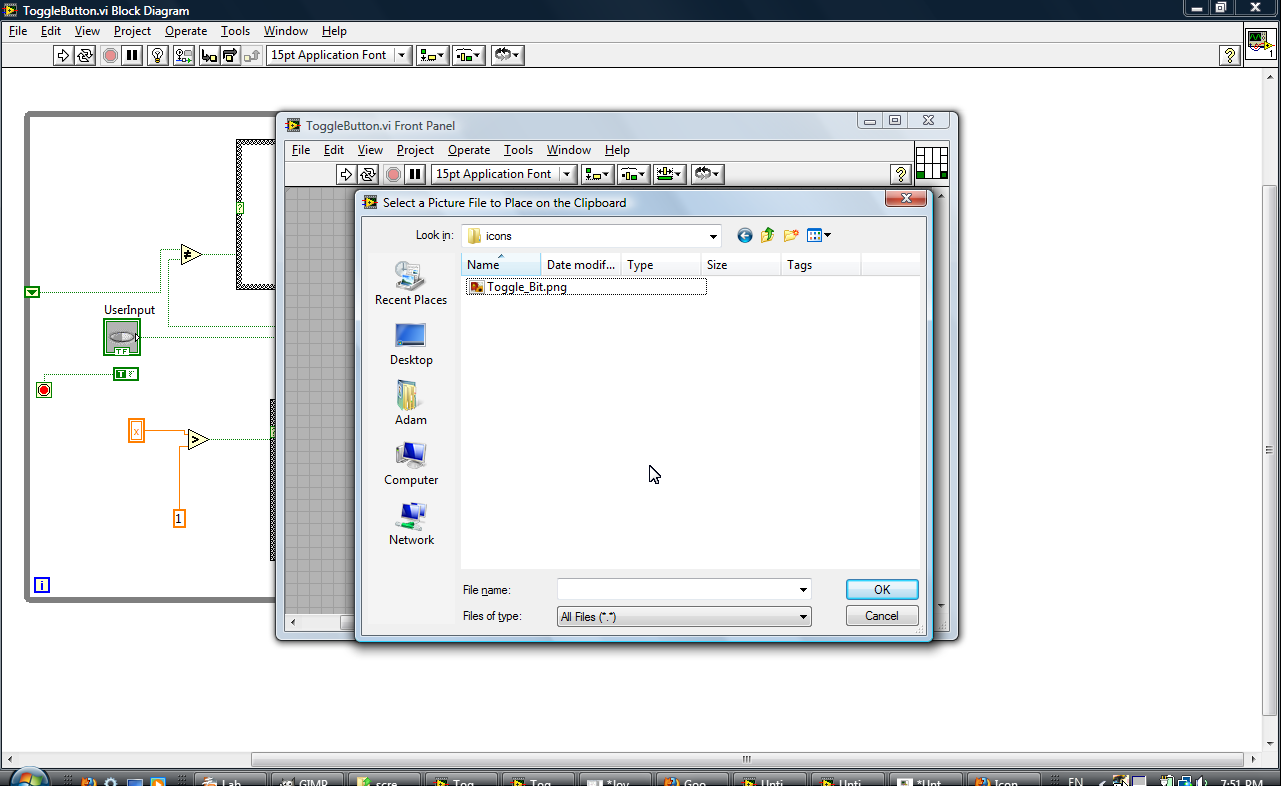 ToggleButton.vi Block Diagram
File Edit View Project Operate Tools Window Help
15pt Application Font
?
1
ToggleButton.vi Front Panel
File Edit View Project Operate Tools Window Help
15pt Application Font
?
Select a Picture File to Place on the Clipboard
Look in: icons
Name Date modif... Type Size Tags
Toggle_Bit.png
Recent Places
Desktop
Adam
Computer
Network
File name: OK
Files of type: All Files (*.*) Cancel
?
≠
UserInput
TF
T F
x
>
1
i
Lab GIMP scre Tog Tog *Joy Goo Unti Unti *Unt Icon EN 7:51 PM